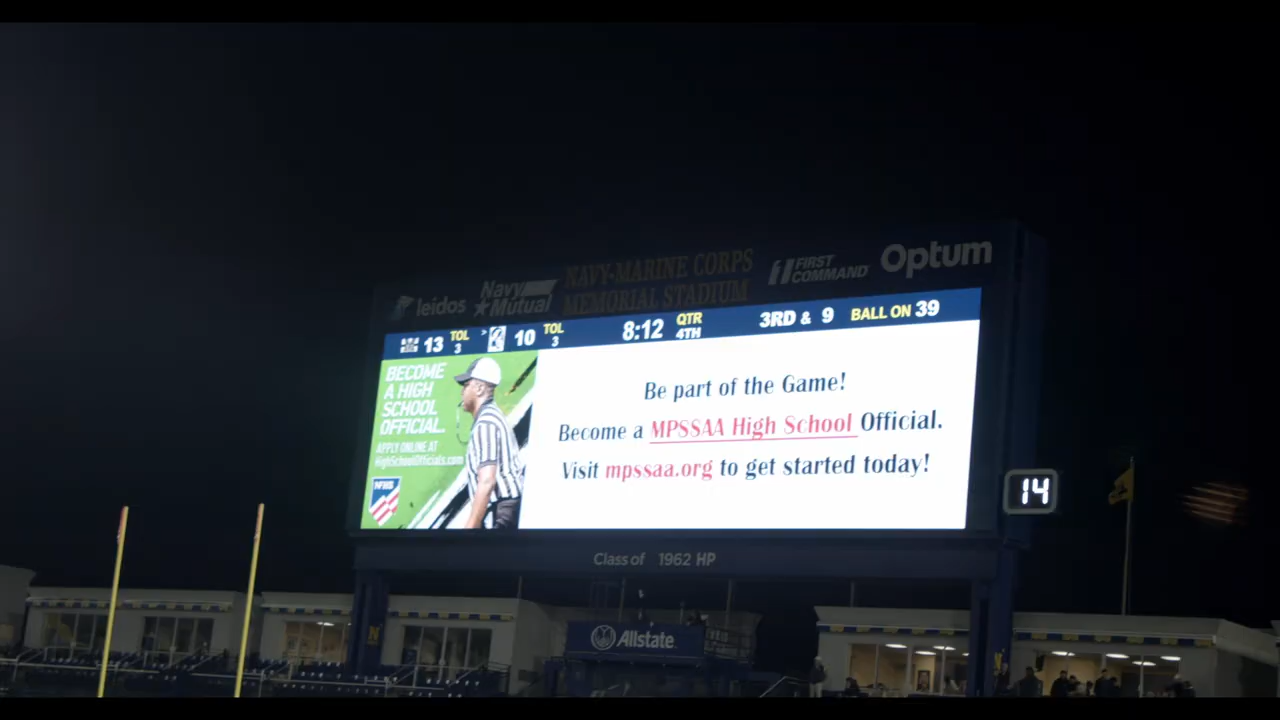 NAVY-MARINE CORPS
MEMORIAL STADIUM
leidos
Navy
Mutual
FIRST
COMMAND
Optum
13 TOL 3 > 10 TOL 3 8:12 QTR 4TH 3RD & 9 BALL ON 39
BECOME
A HIGH
SCHOOL
OFFICIAL.
APPLY ONLINE AT
HighSchoolOfficials.com
NFHS
Be part of the Game!
Become a MPSSAA High School Official.
Visit mpssaa.org to get started today!
14
Class of 1962 HP
Allstate
N